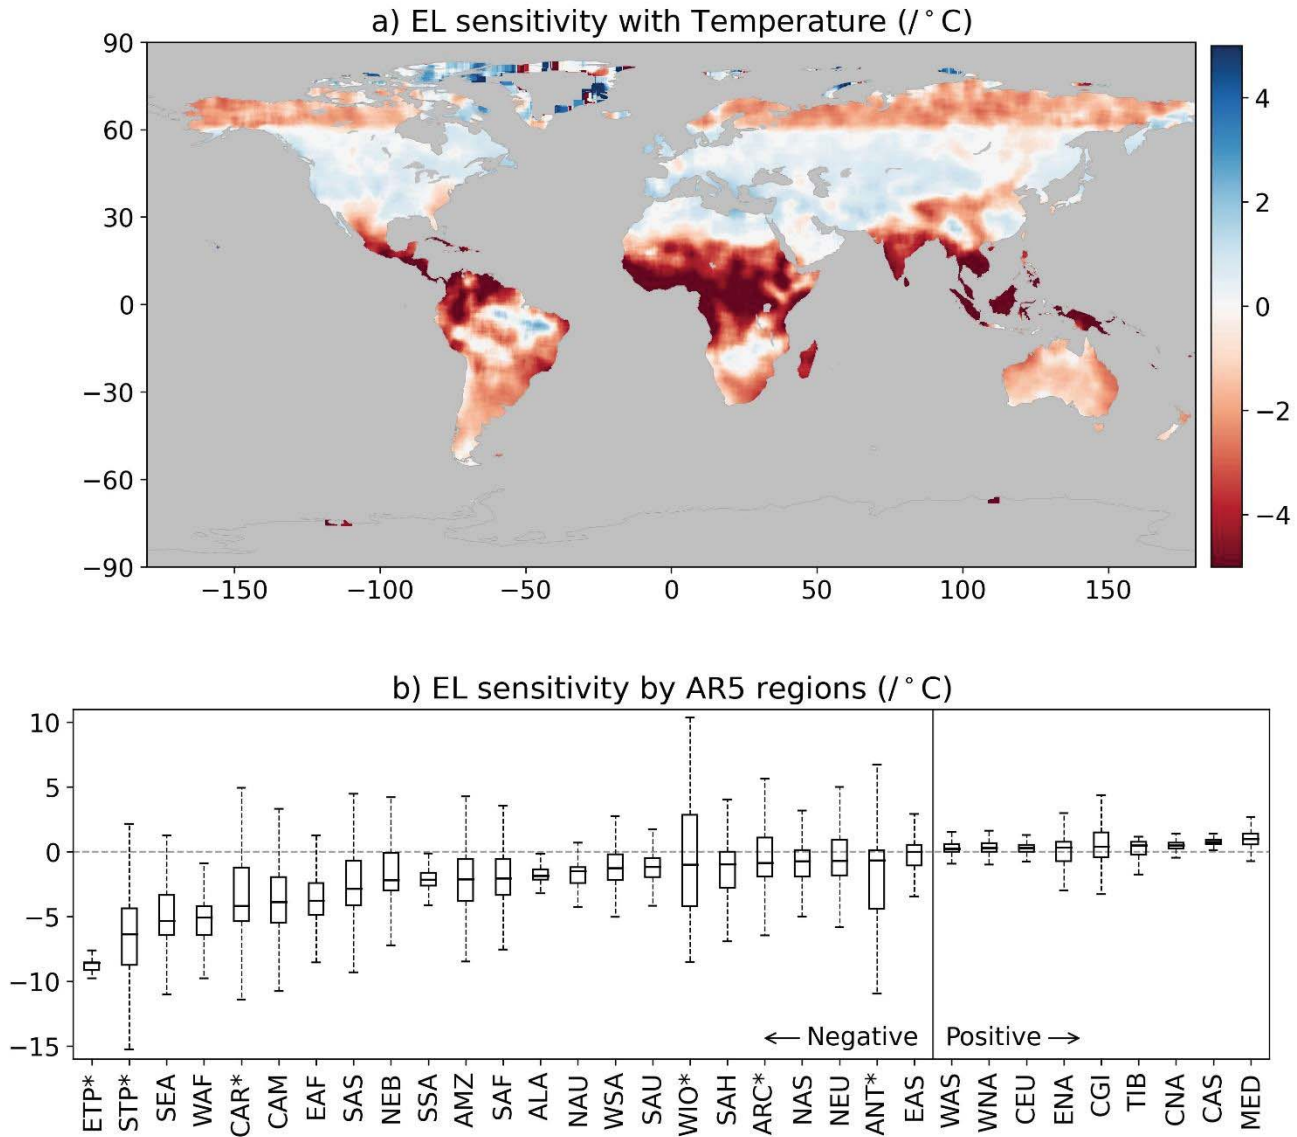 a) EL sensitivity with Temperature (/°C)
90
60
30
0
−30
−60
−90
−150
−100
−50
0
50
100
150
4
2
0
−2
−4
b) EL sensitivity by AR5 regions (/°C)
10
5
0
−5
−10
−15
← Negative
Positive →
ETP*
STP*
SEA
WAF
CAR*
CAM
EAF
SAS
NEB
SSA
AMZ
SAF
ALA
NAU
WSA
SAU
WIO*
SAH
ARC*
NAS
NEU
ANT*
EAS
WAS
WNA
CEU
ENA
CGI
TIB
CNA
CAS
MED